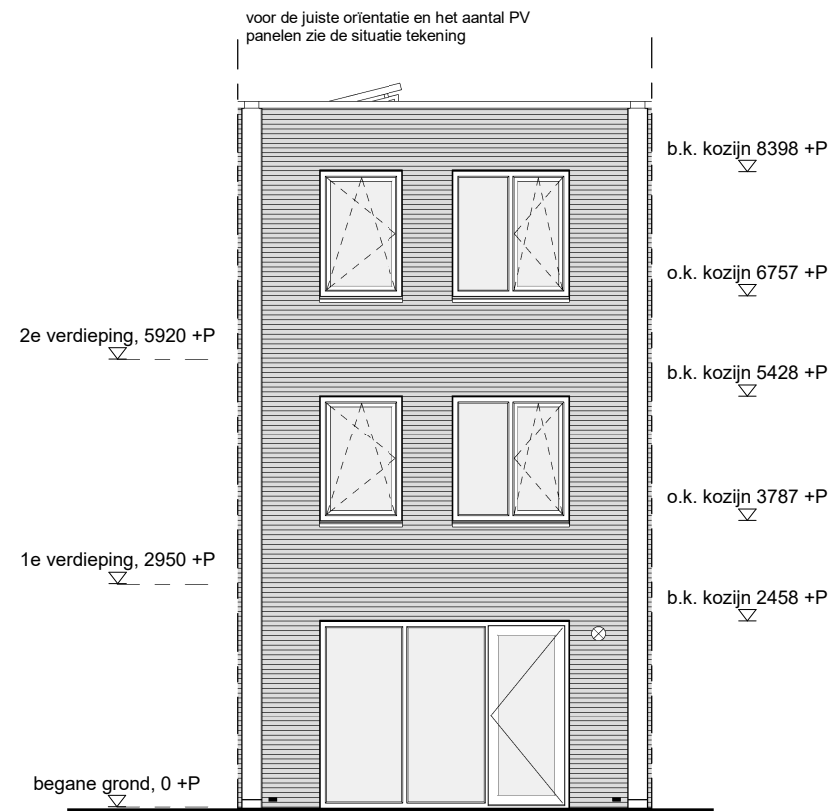 voor de juiste orïentatie en het aantal PV
panelen zie de situatie tekening
b.k. kozijn 8398 +P
o.k. kozijn 6757 +P
2e verdieping, 5920 +P
b.k. kozijn 5428 +P
o.k. kozijn 3787 +P
1e verdieping, 2950 +P
b.k. kozijn 2458 +P
begane grond, 0 +P